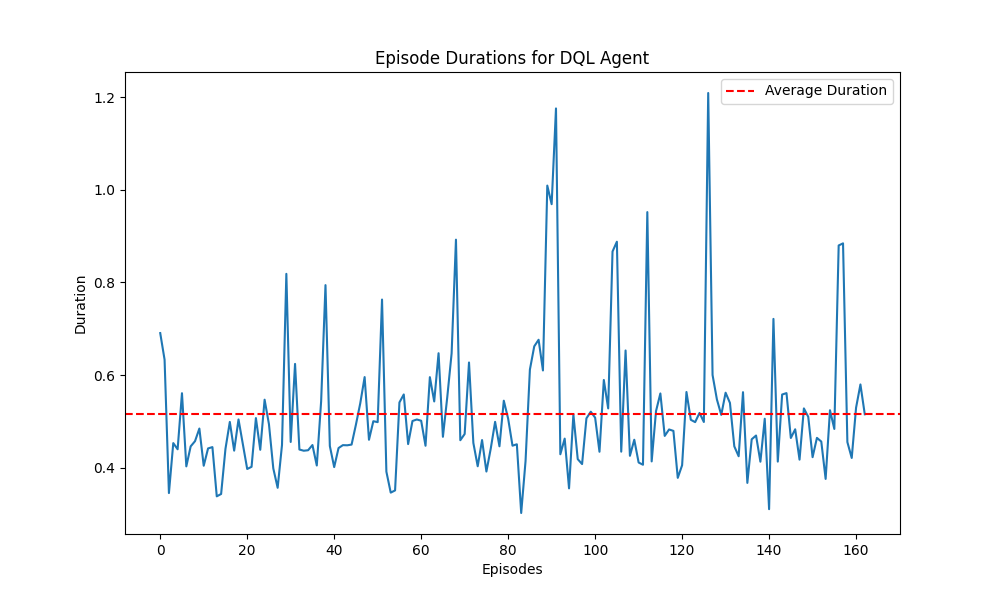 Episode Durations for DQL Agent
Average Duration
1.2
1.0
0.8
0.6
0.4
Duration
0 20 40 60 80 100 120 140 160
Episodes